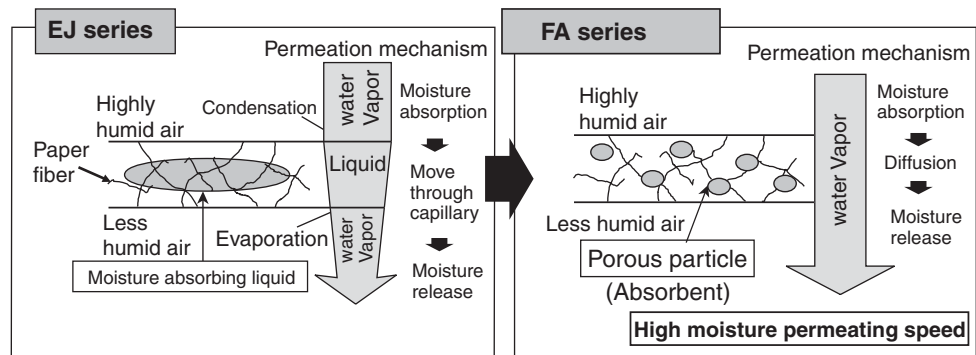 EJ series
Permeation mechanism
water
Vapor
Condensation
Moisture
absorption
Highly
humid air
Paper
fiber
Liquid
Move
through
capillary
Less
humid air
Evaporation
water
Vapor
Moisture absorbing liquid
Moisture
release
FA series
Permeation mechanism
Highly
humid air
water Vapor
Moisture
absorption
Diffusion
Less humid air
Moisture
release
Porous particle
(Absorbent)
High moisture permeating speed